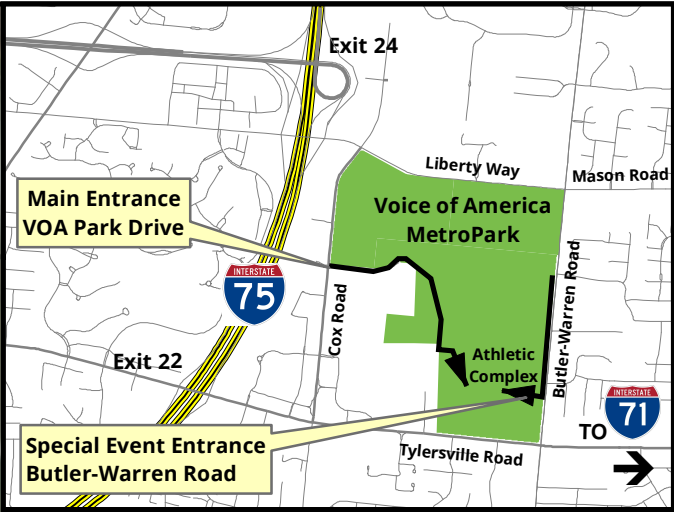 Exit 24
Liberty Way
Mason Road
Main Entrance
VOA Park Drive
Voice of America
MetroPark
INTERSTATE
75
Cox Road
Butler-Warren Road
Exit 22
Athletic
Complex
INTERSTATE
71
TO
Special Event Entrance
Butler-Warren Road
Tylersville Road